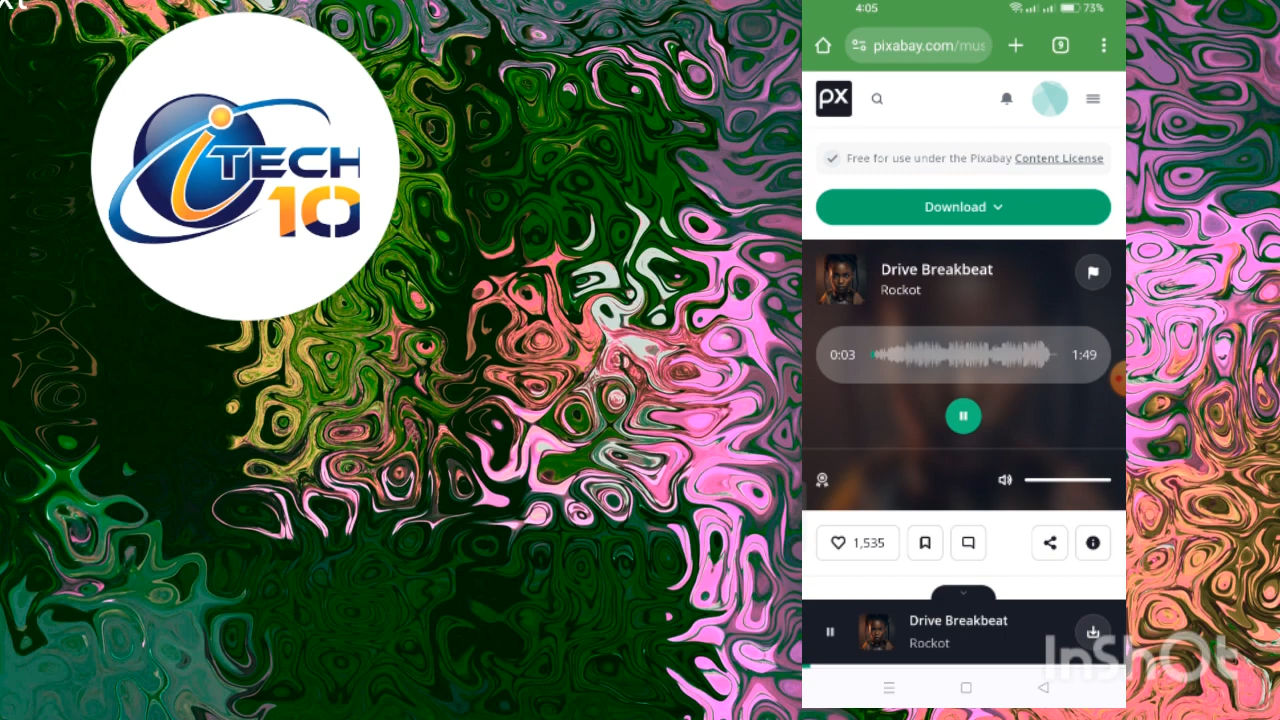 iTECH
10
4:05
73%
pixabay.com/mus
9
px
Free for use under the Pixabay Content License
Download
Drive Breakbeat
Rockot
0:03
1:49
1,535
Drive Breakbeat
Rockot
InShOt